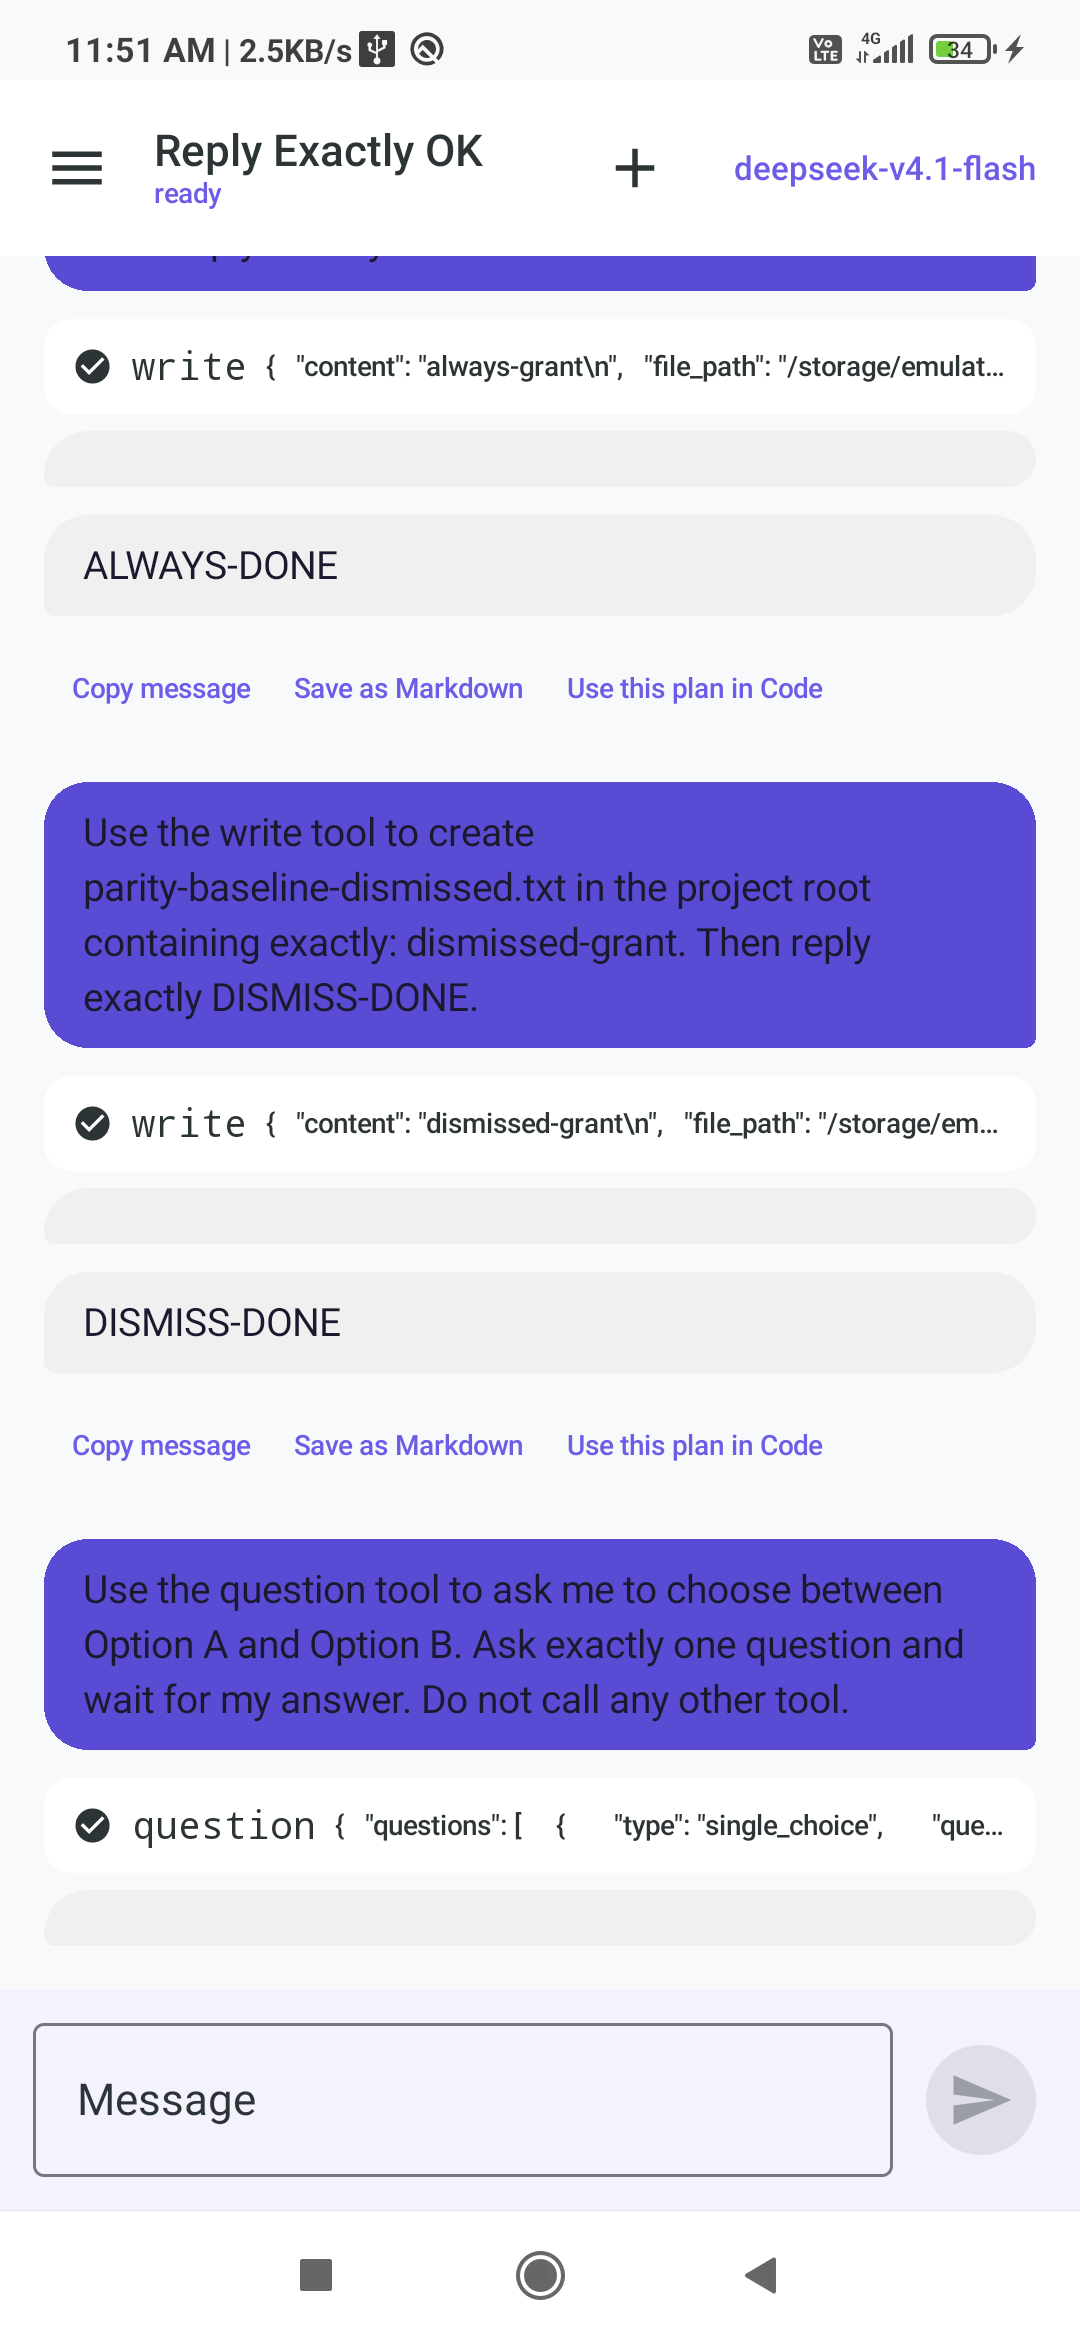 11:51 AM | 2.5KB/s
Vo LTE 4G 34
Reply Exactly OK
ready
deepseek-v4.1-flash
write { "content": "always-grant\n", "file_path": "/storage/emulat...
ALWAYS-DONE
Copy message Save as Markdown Use this plan in Code
Use the write tool to create
parity-baseline-dismissed.txt in the project root
containing exactly: dismissed-grant. Then reply
exactly DISMISS-DONE.
write { "content": "dismissed-grant\n", "file_path": "/storage/em...
DISMISS-DONE
Copy message Save as Markdown Use this plan in Code
Use the question tool to ask me to choose between
Option A and Option B. Ask exactly one question and
wait for my answer. Do not call any other tool.
question { "questions": [ { "type": "single_choice", "que...
Message